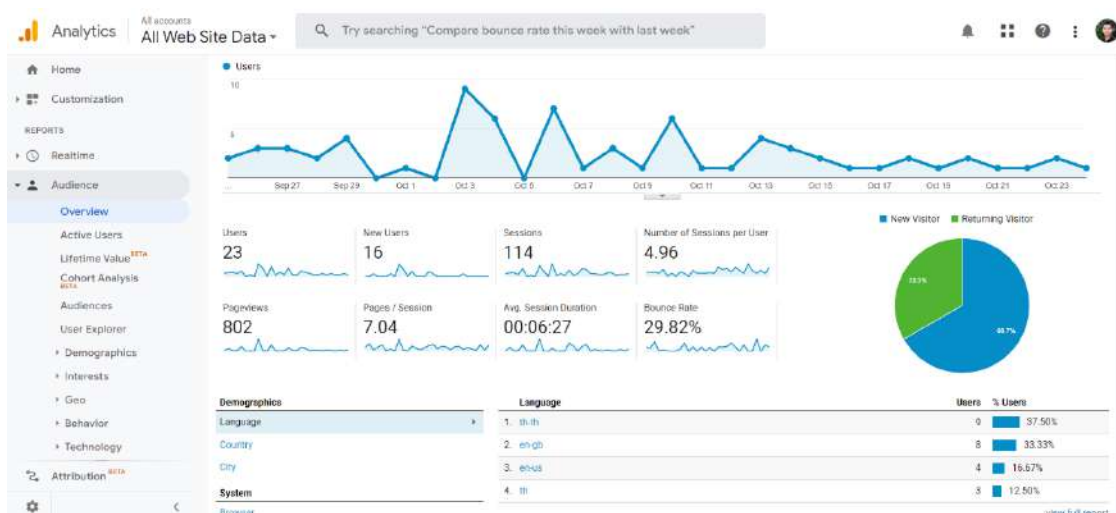 All accounts
Analytics
All Web Site Data
Try searching "Compare bounce rate this week with last week"
Home
Customization
REPORTS
Realtime
Audience
Overview
Active Users
Lifetime Value BETA
Cohort Analysis
BETA
Audiences
User Explorer
Demographics
Interests
Geo
Behavior
Technology
Attribution BETA
Users
10
5
...
Sep 27
Sep 29
Oct 1
Oct 3
Oct 5
Oct 7
Oct 9
Oct 11
Oct 13
Oct 15
Oct 17
Oct 19
Oct 21
Oct 23
Users
23
New Users
16
Sessions
114
Number of Sessions per User
4.96
Pageviews
802
Pages / Session
7.04
Avg. Session Duration
00:06:27
Bounce Rate
29.82%
New Visitor
Returning Visitor
Demographics
Language
Country
City
System
Browser
Language Users % Users
1. th-th 9 37.50%
2. en-gb 8 33.33%
3. en-us 4 16.67%
4. th 3 12.50%
view full report